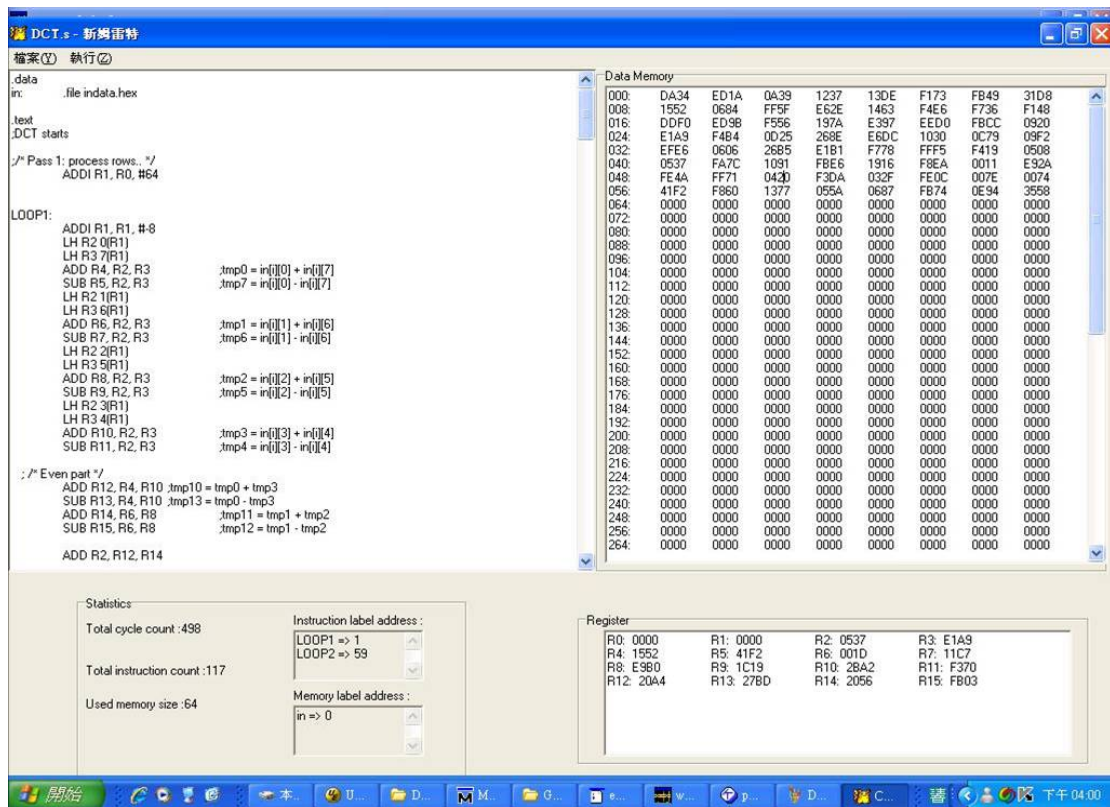 DCT.s - 新姆雷特
檔案(Y) 執行(Z)
.data
in: .file indata.hex
.text
;DCT starts
;/* Pass 1: process rows.. */
ADDI R1, R0, #64
LOOP1:
ADDI R1, R1, #-8
LH R2 0(R1)
LH R3 7(R1)
ADD R4, R2, R3 ;tmp0 = in[i][0] + in[i][7]
SUB R5, R2, R3 ;tmp7 = in[i][0] - in[i][7]
LH R2 1(R1)
LH R3 6(R1)
ADD R6, R2, R3 ;tmp1 = in[i][1] + in[i][6]
SUB R7, R2, R3 ;tmp6 = in[i][1] - in[i][6]
LH R2 2(R1)
LH R3 5(R1)
ADD R8, R2, R3 ;tmp2 = in[i][2] + in[i][5]
SUB R9, R2, R3 ;tmp5 = in[i][2] - in[i][5]
LH R2 3(R1)
LH R3 4(R1)
ADD R10, R2, R3 ;tmp3 = in[i][3] + in[i][4]
SUB R11, R2, R3 ;tmp4 = in[i][3] - in[i][4]
; /* Even part */
ADD R12, R4, R10 ;tmp10 = tmp0 + tmp3
SUB R13, R4, R10 ;tmp13 = tmp0 - tmp3
ADD R14, R6, R8 ;tmp11 = tmp1 + tmp2
SUB R15, R6, R8 ;tmp12 = tmp1 - tmp2
ADD R2, R12, R14
Data Memory
000: DA34 ED1A 0A39 1237 13DE F173 FB49 31D8
008: 1552 0684 FF5F E62E 1463 F4E6 F736 F148
016: DDF0 ED9B F556 197A E397 EED0 FBCC 0920
024: E1A9 F4B4 0D25 268E E6DC 1030 0C79 09F2
032: EFE6 0606 26B5 E1B1 F778 FFF5 F419 0508
040: 0537 FA7C 1091 FBE6 1916 F8EA 0011 E92A
048: FE4A FF71 0420 F3DA 032F FE0C 007E 0074
056: 41F2 F860 1377 055A 0687 FB74 0E94 3558
064: 0000 0000 0000 0000 0000 0000 0000 0000
072: 0000 0000 0000 0000 0000 0000 0000 0000
080: 0000 0000 0000 0000 0000 0000 0000 0000
088: 0000 0000 0000 0000 0000 0000 0000 0000
096: 0000 0000 0000 0000 0000 0000 0000 0000
104: 0000 0000 0000 0000 0000 0000 0000 0000
112: 0000 0000 0000 0000 0000 0000 0000 0000
120: 0000 0000 0000 0000 0000 0000 0000 0000
128: 0000 0000 0000 0000 0000 0000 0000 0000
136: 0000 0000 0000 0000 0000 0000 0000 0000
144: 0000 0000 0000 0000 0000 0000 0000 0000
152: 0000 0000 0000 0000 0000 0000 0000 0000
160: 0000 0000 0000 0000 0000 0000 0000 0000
168: 0000 0000 0000 0000 0000 0000 0000 0000
176: 0000 0000 0000 0000 0000 0000 0000 0000
184: 0000 0000 0000 0000 0000 0000 0000 0000
192: 0000 0000 0000 0000 0000 0000 0000 0000
200: 0000 0000 0000 0000 0000 0000 0000 0000
208: 0000 0000 0000 0000 0000 0000 0000 0000
216: 0000 0000 0000 0000 0000 0000 0000 0000
224: 0000 0000 0000 0000 0000 0000 0000 0000
232: 0000 0000 0000 0000 0000 0000 0000 0000
240: 0000 0000 0000 0000 0000 0000 0000 0000
248: 0000 0000 0000 0000 0000 0000 0000 0000
256: 0000 0000 0000 0000 0000 0000 0000 0000
264: 0000 0000 0000 0000 0000 0000 0000 0000
Statistics
Total cycle count :498
Total instruction count :117
Used memory size :64
Instruction label address :
LOOP1 => 1
LOOP2 => 59
Memory label address :
in => 0
Register
R0: 0000 R1: 0000 R2: 0537 R3: E1A9
R4: 1552 R5: 41F2 R6: 001D R7: 11C7
R8: E9B0 R9: 1C19 R10: 2BA2 R11: F370
R12: 20A4 R13: 27BD R14: 2056 R15: FB03
開始 本... U... D... M... G... e... w... p... D... C... 下午 04:00